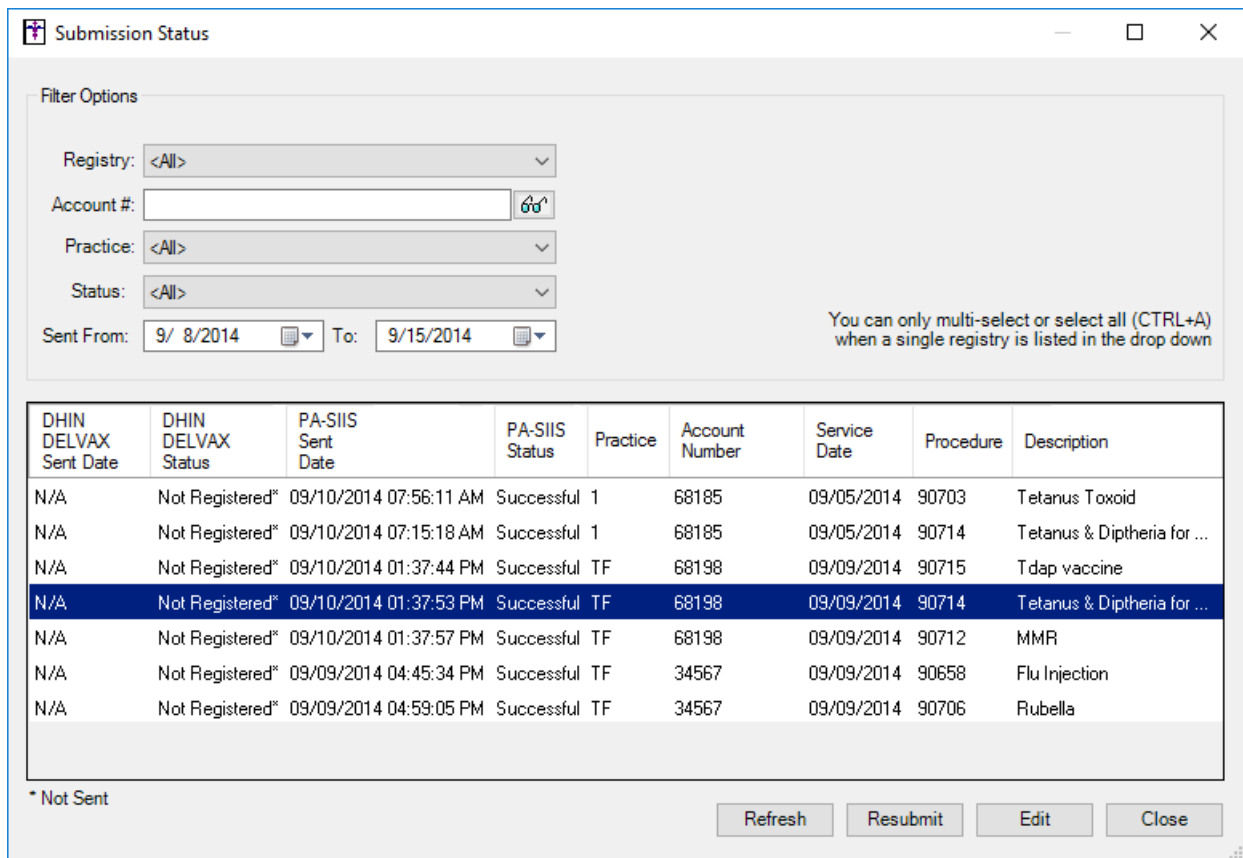 Submission Status
Filter Options
Registry: <All>
Account #:
Practice: <All>
Status: <All>
Sent From: 9/ 8/2014 To: 9/15/2014
You can only multi-select or select all (CTRL+A)
when a single registry is listed in the drop down
DHIN DELVAX Sent Date DHIN DELVAX Status PA-SIIS Sent Date PA-SIIS Status Practice Account Number Service Date Procedure Description
N/A Not Registered* 09/10/2014 07:56:11 AM Successful 1 68185 09/05/2014 90703 Tetanus Toxoid
N/A Not Registered* 09/10/2014 07:15:18 AM Successful 1 68185 09/05/2014 90714 Tetanus & Diptheria for ...
N/A Not Registered* 09/10/2014 01:37:44 PM Successful TF 68198 09/09/2014 90715 Tdap vaccine
N/A Not Registered* 09/10/2014 01:37:53 PM Successful TF 68198 09/09/2014 90714 Tetanus & Diptheria for ...
N/A Not Registered* 09/10/2014 01:37:57 PM Successful TF 68198 09/09/2014 90712 MMR
N/A Not Registered* 09/09/2014 04:45:34 PM Successful TF 34567 09/09/2014 90658 Flu Injection
N/A Not Registered* 09/09/2014 04:59:05 PM Successful TF 34567 09/09/2014 90706 Rubella
* Not Sent
Refresh Resubmit Edit Close